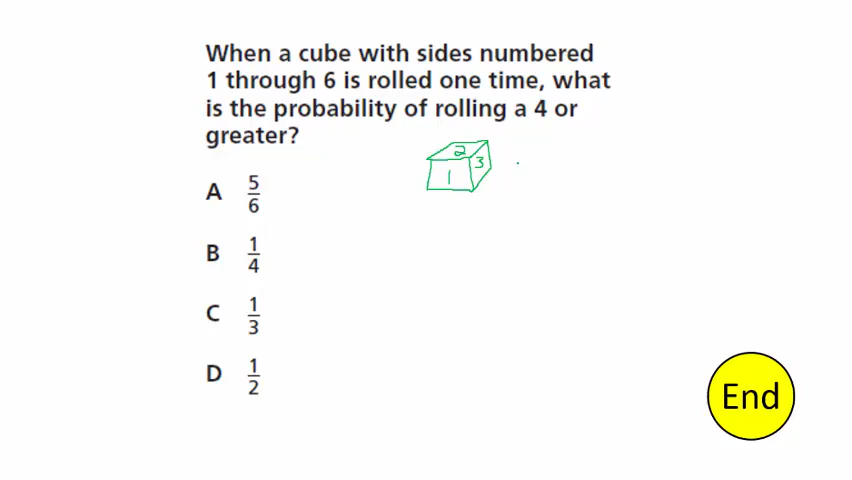 When a cube with sides numbered
1 through 6 is rolled one time, what
is the probability of rolling a 4 or
greater?
2
3
1
A 5/6
B 1/4
C 1/3
D 1/2
End